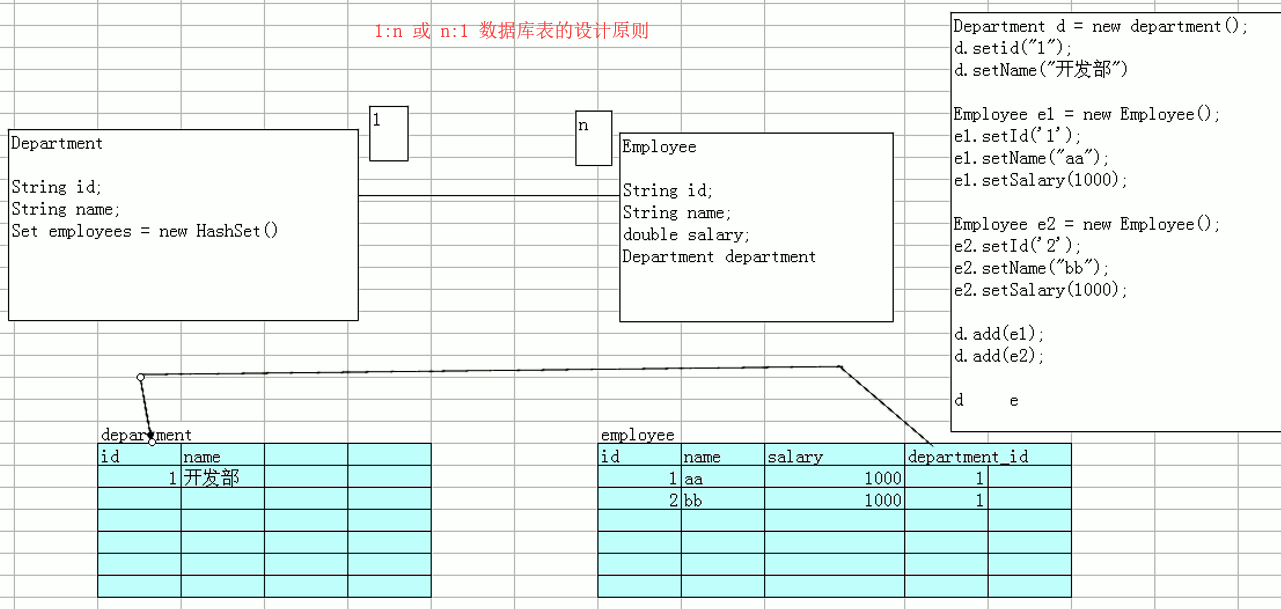 1:n 或 n:1 数据库表的设计原则
1
n
Department
String id;
String name;
Set employees = new HashSet()
Employee
String id;
String name;
double salary;
Department department
Department d = new department();
d.setid("1");
d.setName("开发部")
Employee e1 = new Employee();
e1.setId('1');
e1.setName("aa");
e1.setSalary(1000);
Employee e2 = new Employee();
e2.setId('2');
e2.setName("bb");
e2.setSalary(1000);
d.add(e1);
d.add(e2);
d e
department
id name
1 开发部
employee
id name salary department_id
1 aa 1000 1
2 bb 1000 1